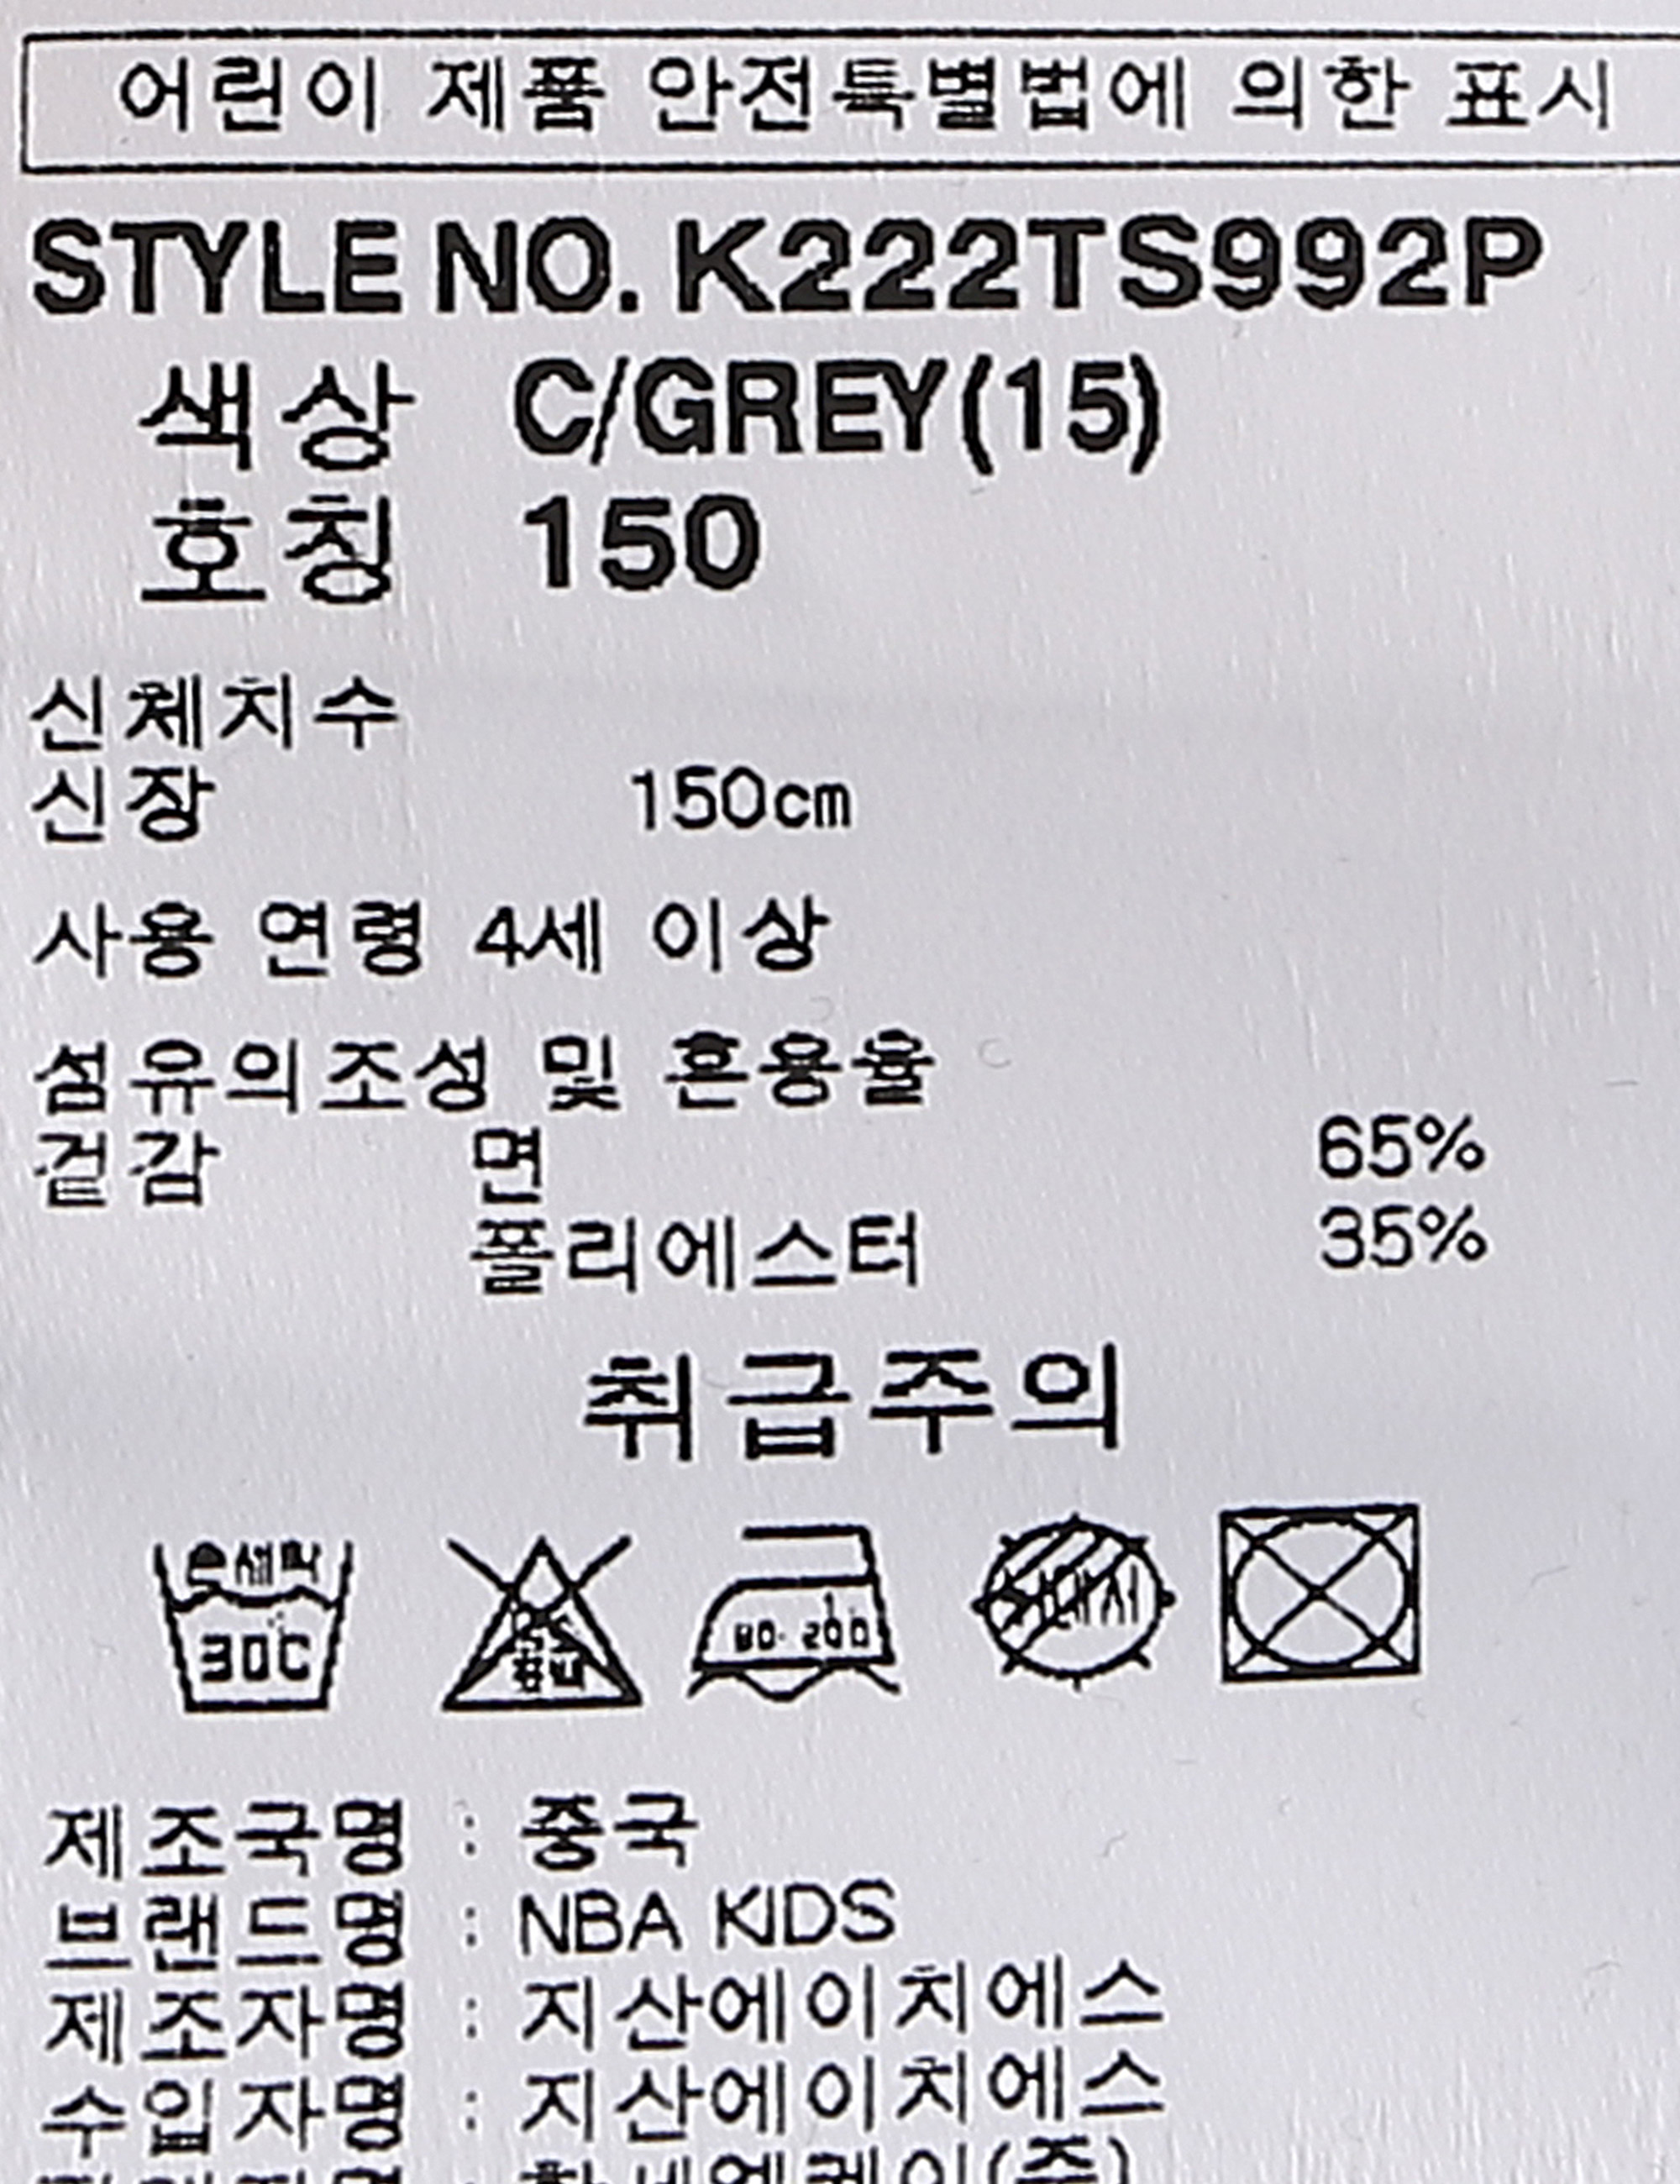 어린이 제품 안전특별법에 의한 표시
STYLE NO. K222TS992P
색상 C/GREY(15)
호칭 150
신체치수
신장 150cm
사용 연령 4세 이상
섬유의조성 및 혼용율
겉감 면 65%
폴리에스터 35%
취급주의
손세탁
30C
180-200
제조국명 : 중국
브랜드명 : NBA KIDS
제조자명 : 지산에이치에스
수입자명 : 지산에이치에스